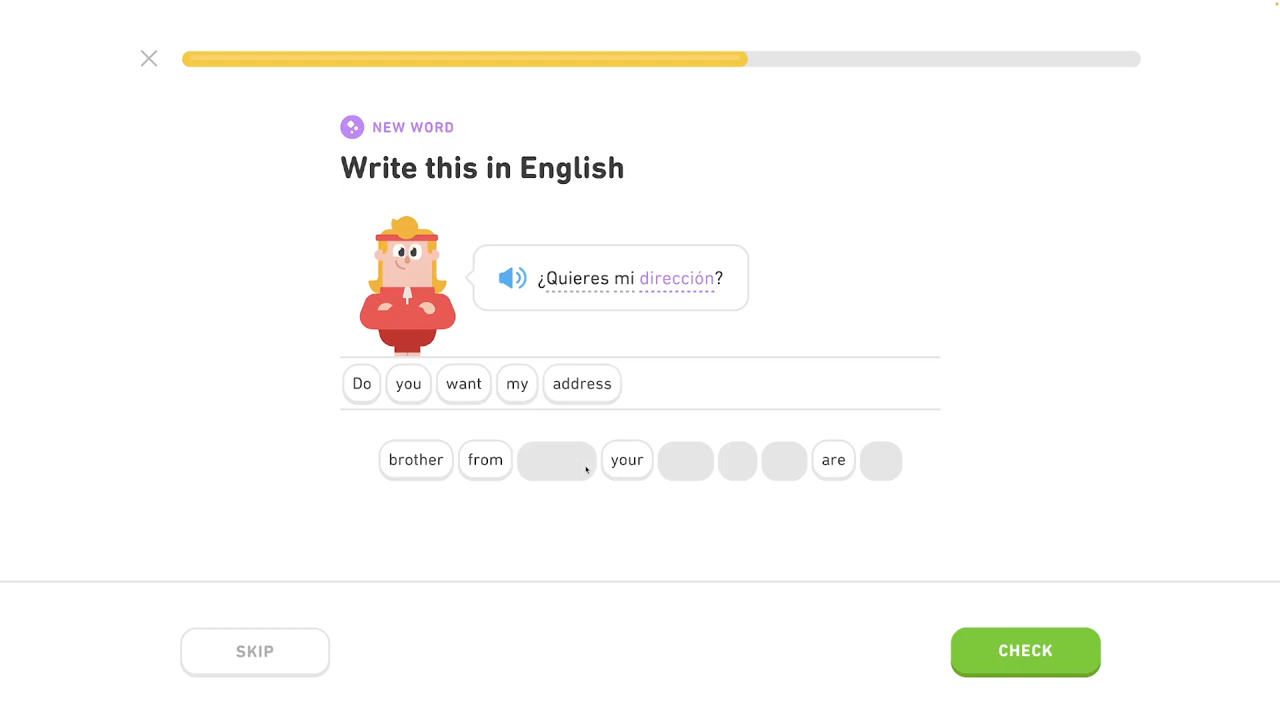 NEW WORD
Write this in English
¿Quieres mi dirección?
Do you want my address
brother from your are
SKIP CHECK